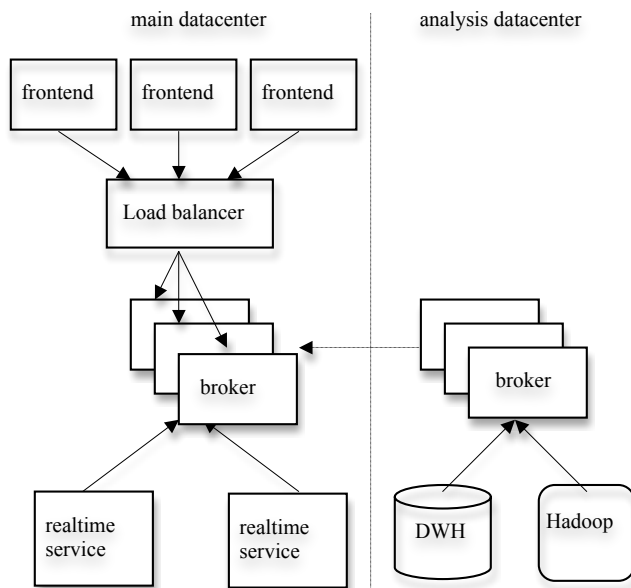 main datacenter
analysis datacenter
frontend
frontend
frontend
Load balancer
broker
broker
realtime
service
realtime
service
DWH
Hadoop